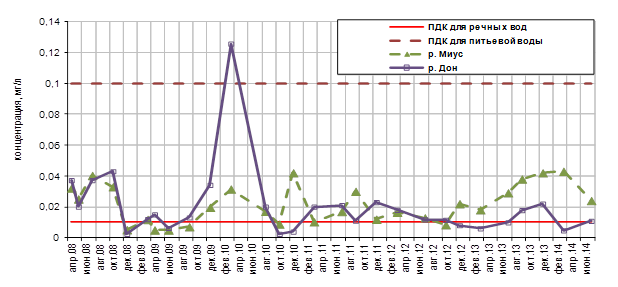 0,14
0,12
0,1
0,08
0,06
0,04
0,02
0
концентрация, мг/л
ПДК для речных вод
ПДК для питьевой воды
р. Миус
р. Дон
апр.08
июн.08
авг.08
окт.08
дек.08
фев.09
апр.09
июн.09
авг.09
окт.09
дек.09
фев.10
апр.10
июн.10
авг.10
окт.10
дек.10
фев.11
апр.11
июн.11
авг.11
окт.11
дек.11
фев.12
апр.12
июн.12
авг.12
окт.12
дек.12
фев.13
апр.13
июн.13
авг.13
окт.13
дек.13
фев.14
апр.14
июн.14